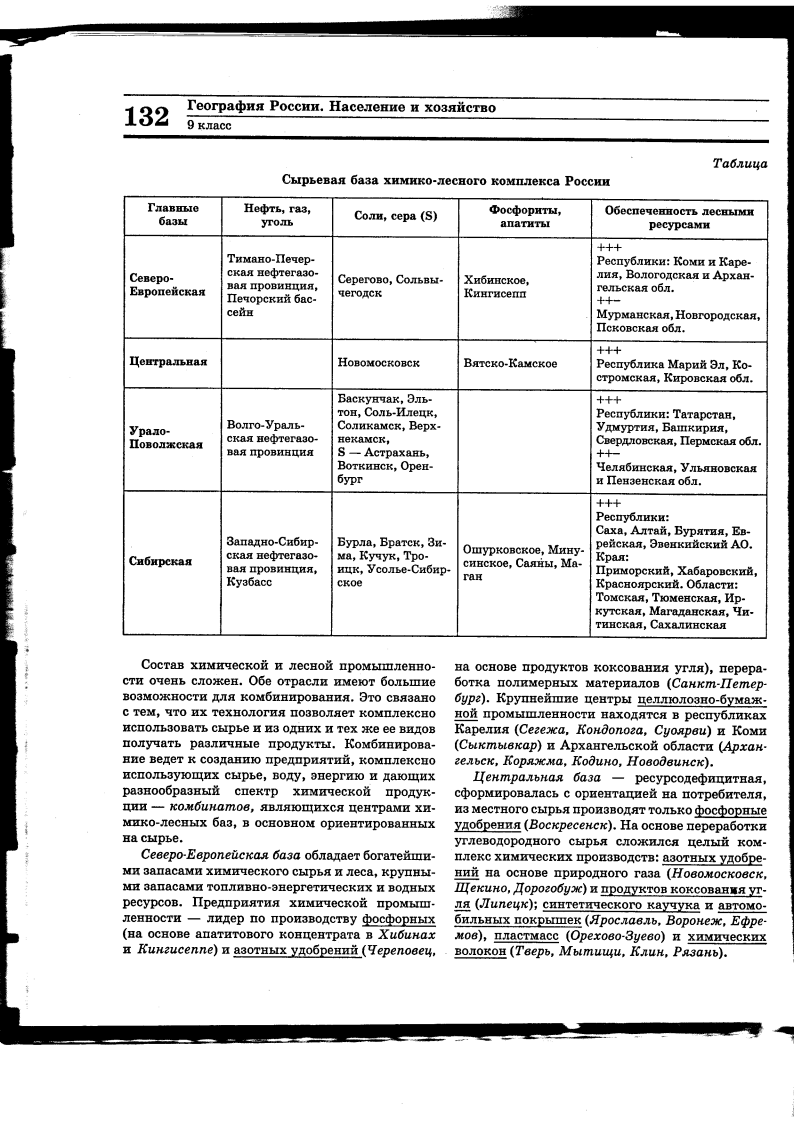 132
География России. Население и хозяйство
9 класс
Таблица
Сырьевая база химико-лесного комплекса России
Главные
базы
Нефть, газ,
уголь
Соли, сера (S)
Фосфориты,
апатиты
Обеспеченность лесными
ресурсами
Северо-
Европейская
Тимано-Печер-
ская нефтегазо-
вая провинция,
Печорский бас-
сейн
Серегово, Сольвы-
чегодск
Хибинское,
Кингисепп
+++
Республики: Коми и Каре-
лия, Вологодская и Архан-
гельская обл.
++–
Мурманская, Новгородская,
Псковская обл.
Центральная
Новомосковск
Вятско-Камское
+++
Республика Марий Эл, Ко-
стромская, Кировская обл.
Урало-
Поволжская
Волго-Ураль-
ская нефтегазо-
вая провинция
Баскунчак, Эль-
тон, Соль-Илецк,
Соликамск, Верх-
некамск,
S — Астрахань,
Воткинск, Орен-
бург
+++
Республики: Татарстан,
Удмуртия, Башкирия,
Свердловская, Пермская обл.
++–
Челябинская, Ульяновская
и Пензенская обл.
Сибирская
Западно-Сибир-
ская нефтегазо-
вая провинция,
Кузбасс
Бурла, Братск, Зи-
ма, Кучук, Тро-
ицк, Усолье-Сибир-
ское
Ошурковское, Мину-
синское, Саяны, Ма-
ган
+++
Республики:
Саха, Алтай, Бурятия, Ев-
рейская, Эвенкийский АО.
Края:
Приморский, Хабаровский,
Красноярский. Области:
Томская, Тюменская, Ир-
кутская, Магаданская, Чи-
тинская, Сахалинская
Состав химической и лесной промышленно-
сти очень сложен. Обе отрасли имеют большие
возможности для комбинирования. Это связано
с тем, что их технология позволяет комплексно
использовать сырье и из одних и тех же ее видов
получать различные продукты. Комбинирова-
ние ведет к созданию предприятий, комплексно
использующих сырье, воду, энергию и дающих
разнообразный спектр химической продук-
ции — комбинатов, являющихся центрами хи-
мико-лесных баз, в основном ориентированных
на сырье.
Северо-Европейская база обладает богатейши-
ми запасами химического сырья и леса, крупны-
ми запасами топливно-энергетических и водных
ресурсов. Предприятия химической промыш-
ленности — лидер по производству фосфорных
(на основе апатитового концентрата в Хибинах
и Кингисеппе) и азотных удобрений (Череповец,
на основе продуктов коксования угля), перера-
ботка полимерных материалов (Санкт-Петер-
бург). Крупнейшие центры целлюлозно-бумаж-
ной промышленности находятся в республиках
Карелия (Сегежа, Кондопога, Суоярви) и Коми
(Сыктывкар) и Архангельской области (Архан-
гельск, Коряжма, Кодино, Новодвинск).
Центральная база — ресурсодефицитная,
сформировалась с ориентацией на потребителя,
из местного сырья производят только фосфорные
удобрения (Воскресенск). На основе переработки
углеводородного сырья сложился целый ком-
плекс химических производств: азотных удобре-
ний на основе природного газа (Новомосковск,
Щекино, Дорогобуж) и продуктов коксования уг-
ля (Липецк); синтетического каучука и автомо-
бильных покрышек (Ярославль, Воронеж, Ефре-
мов), пластмасс (Орехово-Зуево) и химических
волокон (Тверь, Мытищи, Клин, Рязань).